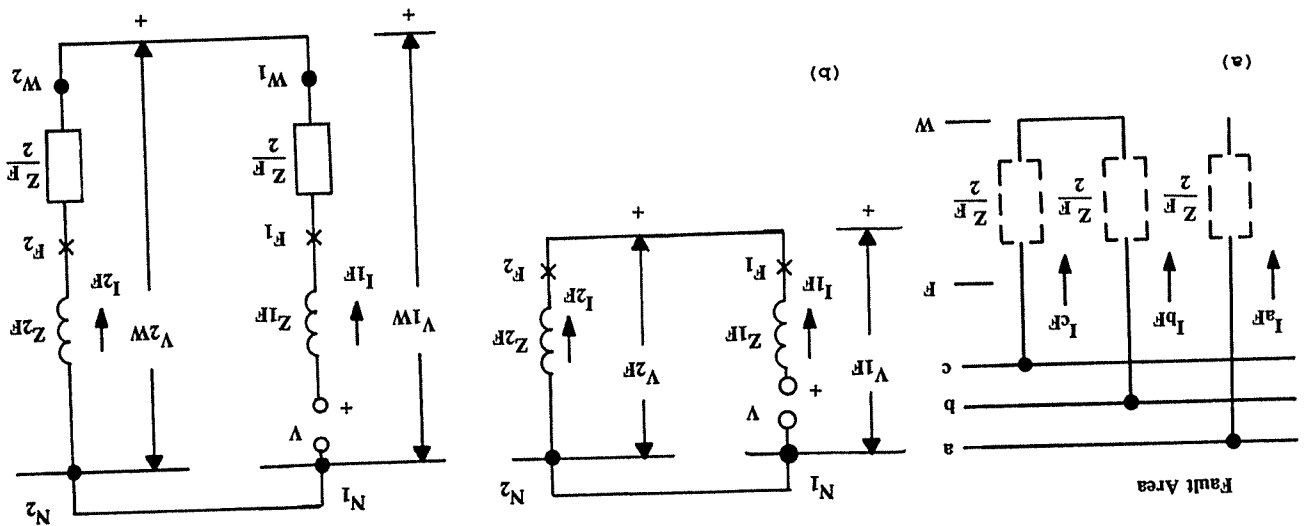 Fault Area
a
b
c
I_aF I_bF I_cF
F
Z_F/2 Z_F/2 Z_F/2
W
(a)
N_1 N_2
V
+
V_1F Z_1F V_2F Z_2F
I_1F I_2F
F_1 F_2
+ +
(b)
N_1 N_2
V
+
V_1W Z_1F V_2W Z_2F
I_1F I_2F
F_1 F_2
Z_F/2 Z_F/2
W_1 W_2
+ +